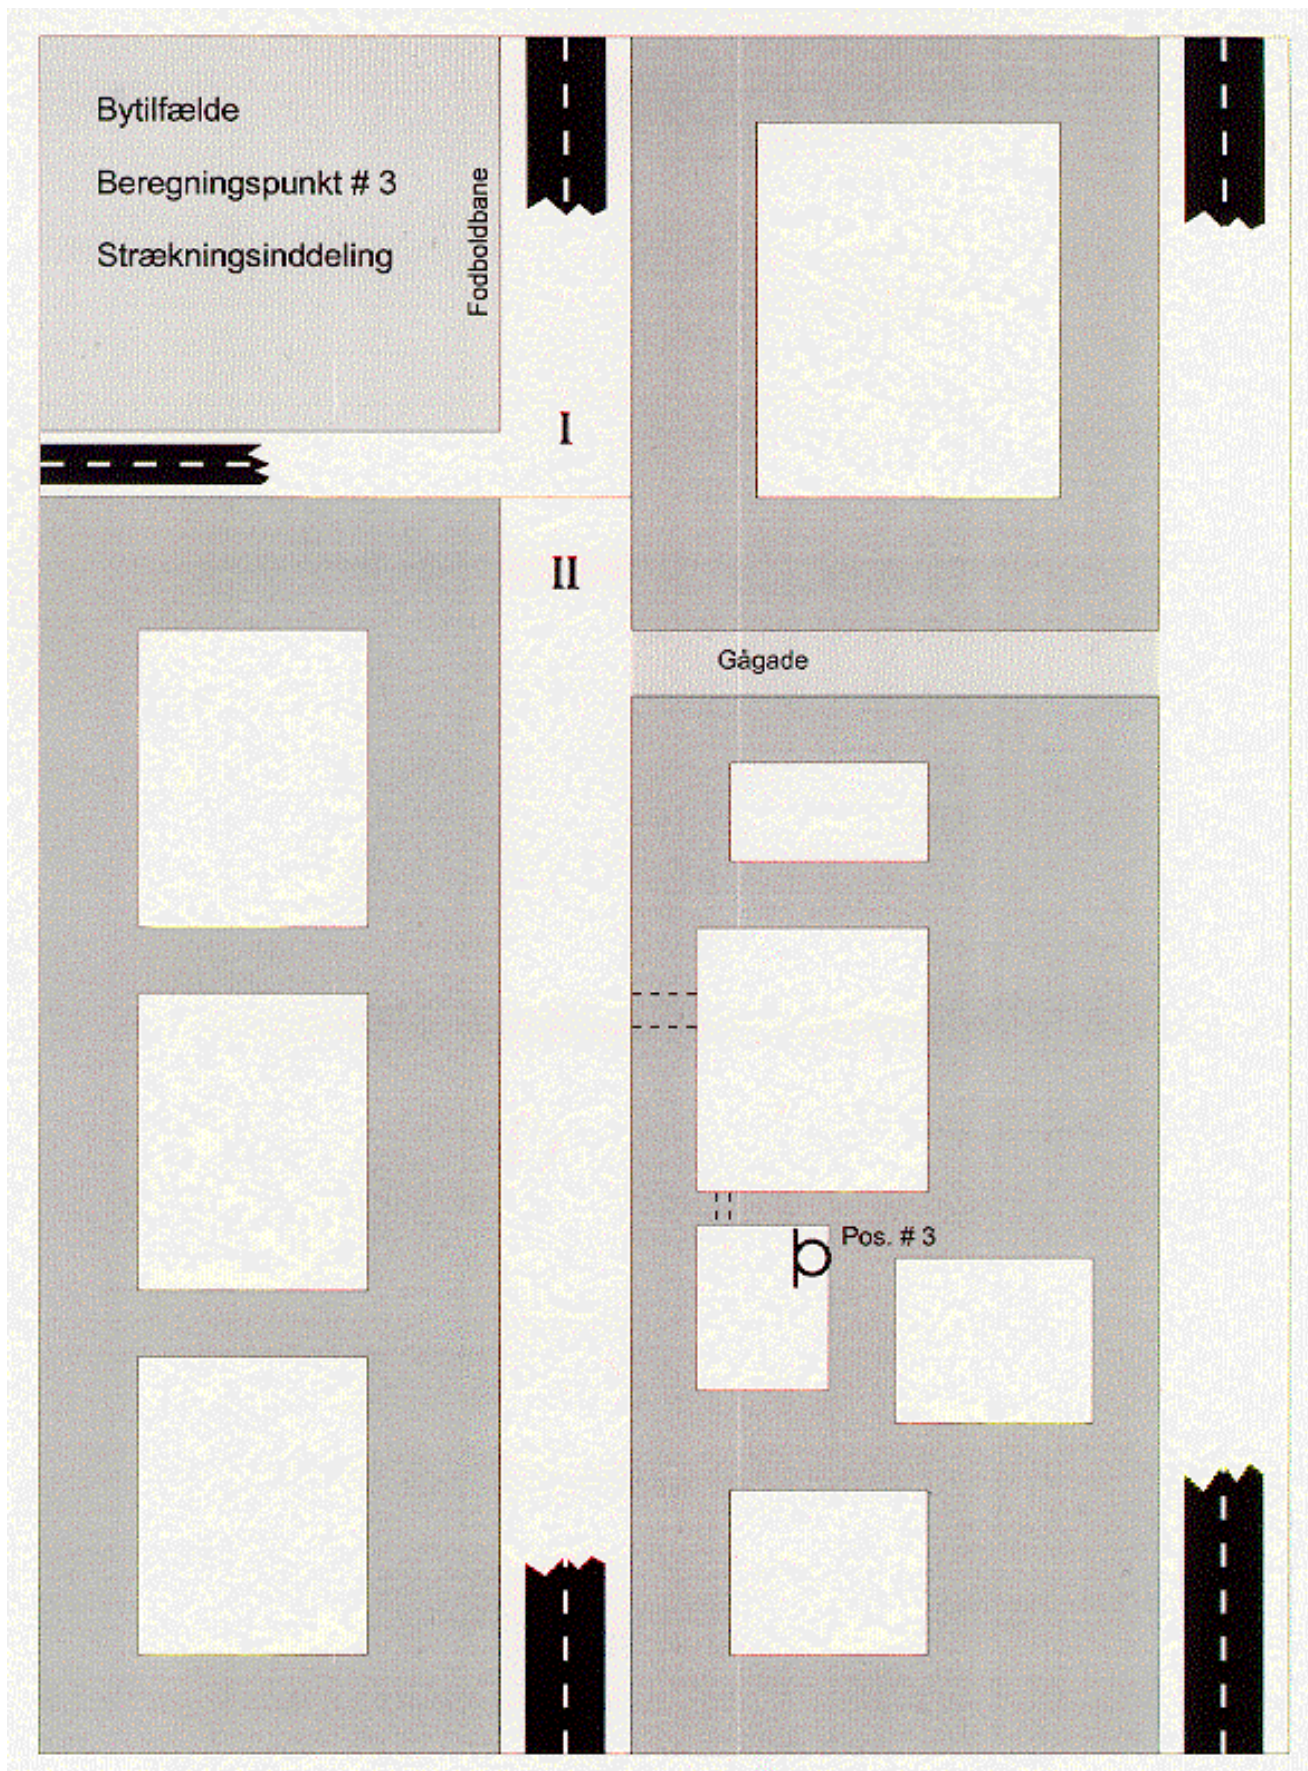 Bytilfælde
Beregningspunkt # 3
Strækningsinddeling
Fodboldbane
I
II
Gågade
Pos. # 3